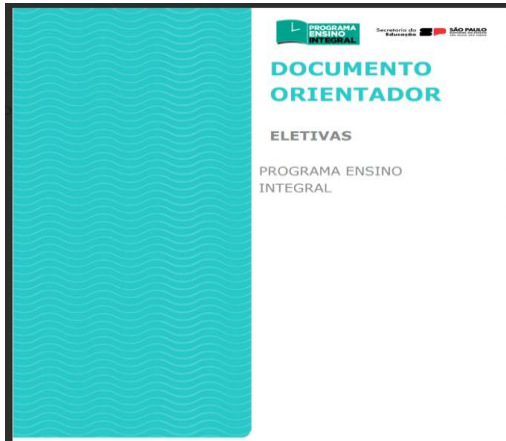 PROGRAMA
ENSINO
INTEGRAL
Secretaria da
Educação
SÃO PAULO
DOCUMENTO
ORIENTADOR
ELETIVAS
PROGRAMA ENSINO
INTEGRAL